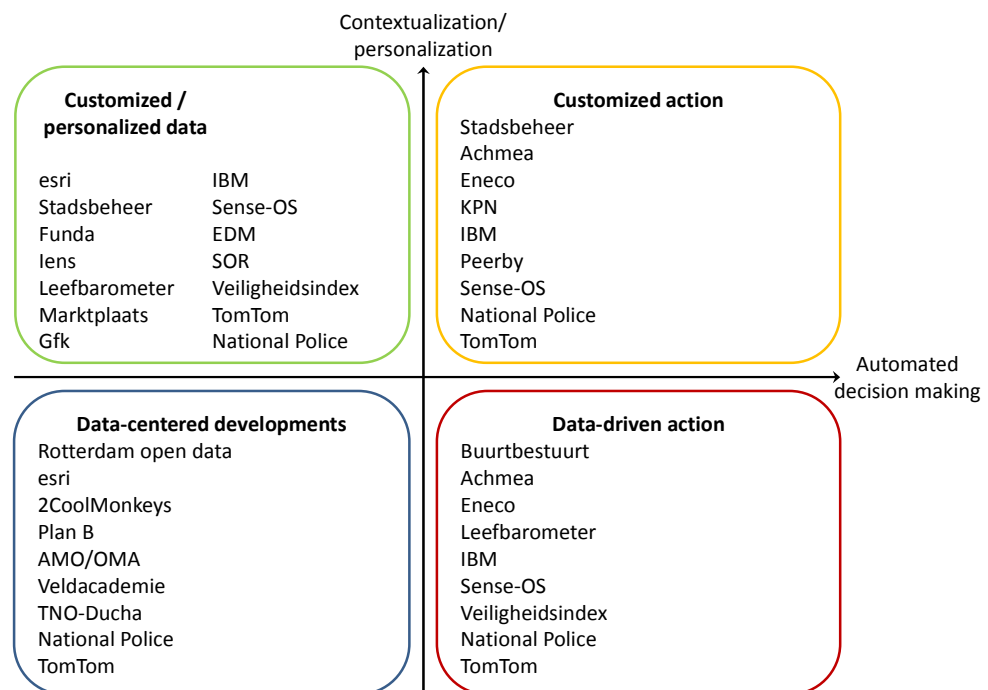 Contextualization/
personalization
Customized /
personalized data
esri
Stadsbeheer
Funda
Iens
Leefbarometer
Marktplaats
Gfk
IBM
Sense-OS
EDM
SOR
Veiligheidsindex
TomTom
National Police
Customized action
Stadsbeheer
Achmea
Eneco
KPN
IBM
Peerby
Sense-OS
National Police
TomTom
Automated
decision making
Data-centered developments
Rotterdam open data
esri
2CoolMonkeys
Plan B
AMO/OMA
Veldacademie
TNO-Ducha
National Police
TomTom
Data-driven action
Buurtbestuurt
Achmea
Eneco
Leefbarometer
IBM
Sense-OS
Veiligheidsindex
National Police
TomTom